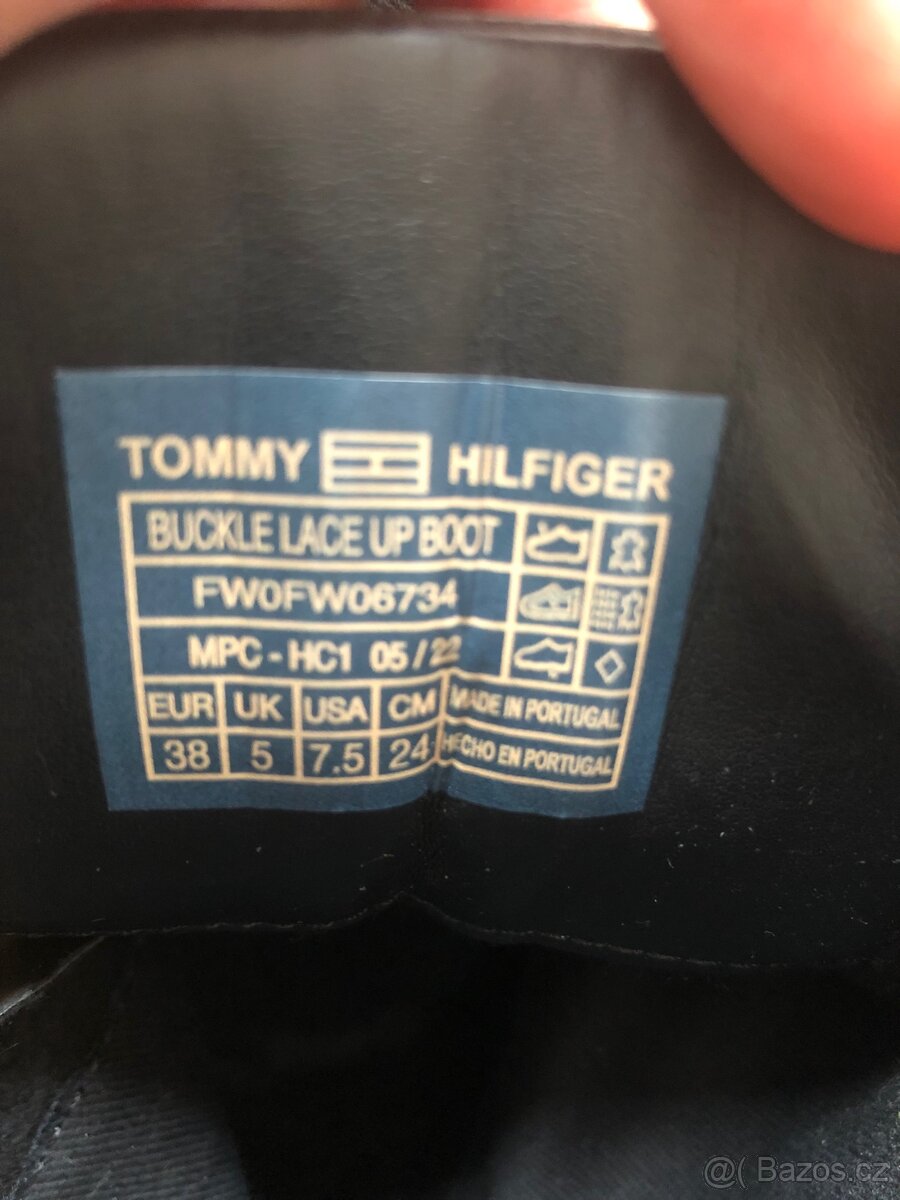 TOMMY HILFIGER
BUCKLE LACE UP BOOT
FW0FW06734
MPC - HC1 05 / 22
EUR UK USA CM MADE IN PORTUGAL
38 5 7.5 24 HECHO EN PORTUGAL
@( Bazos.cz